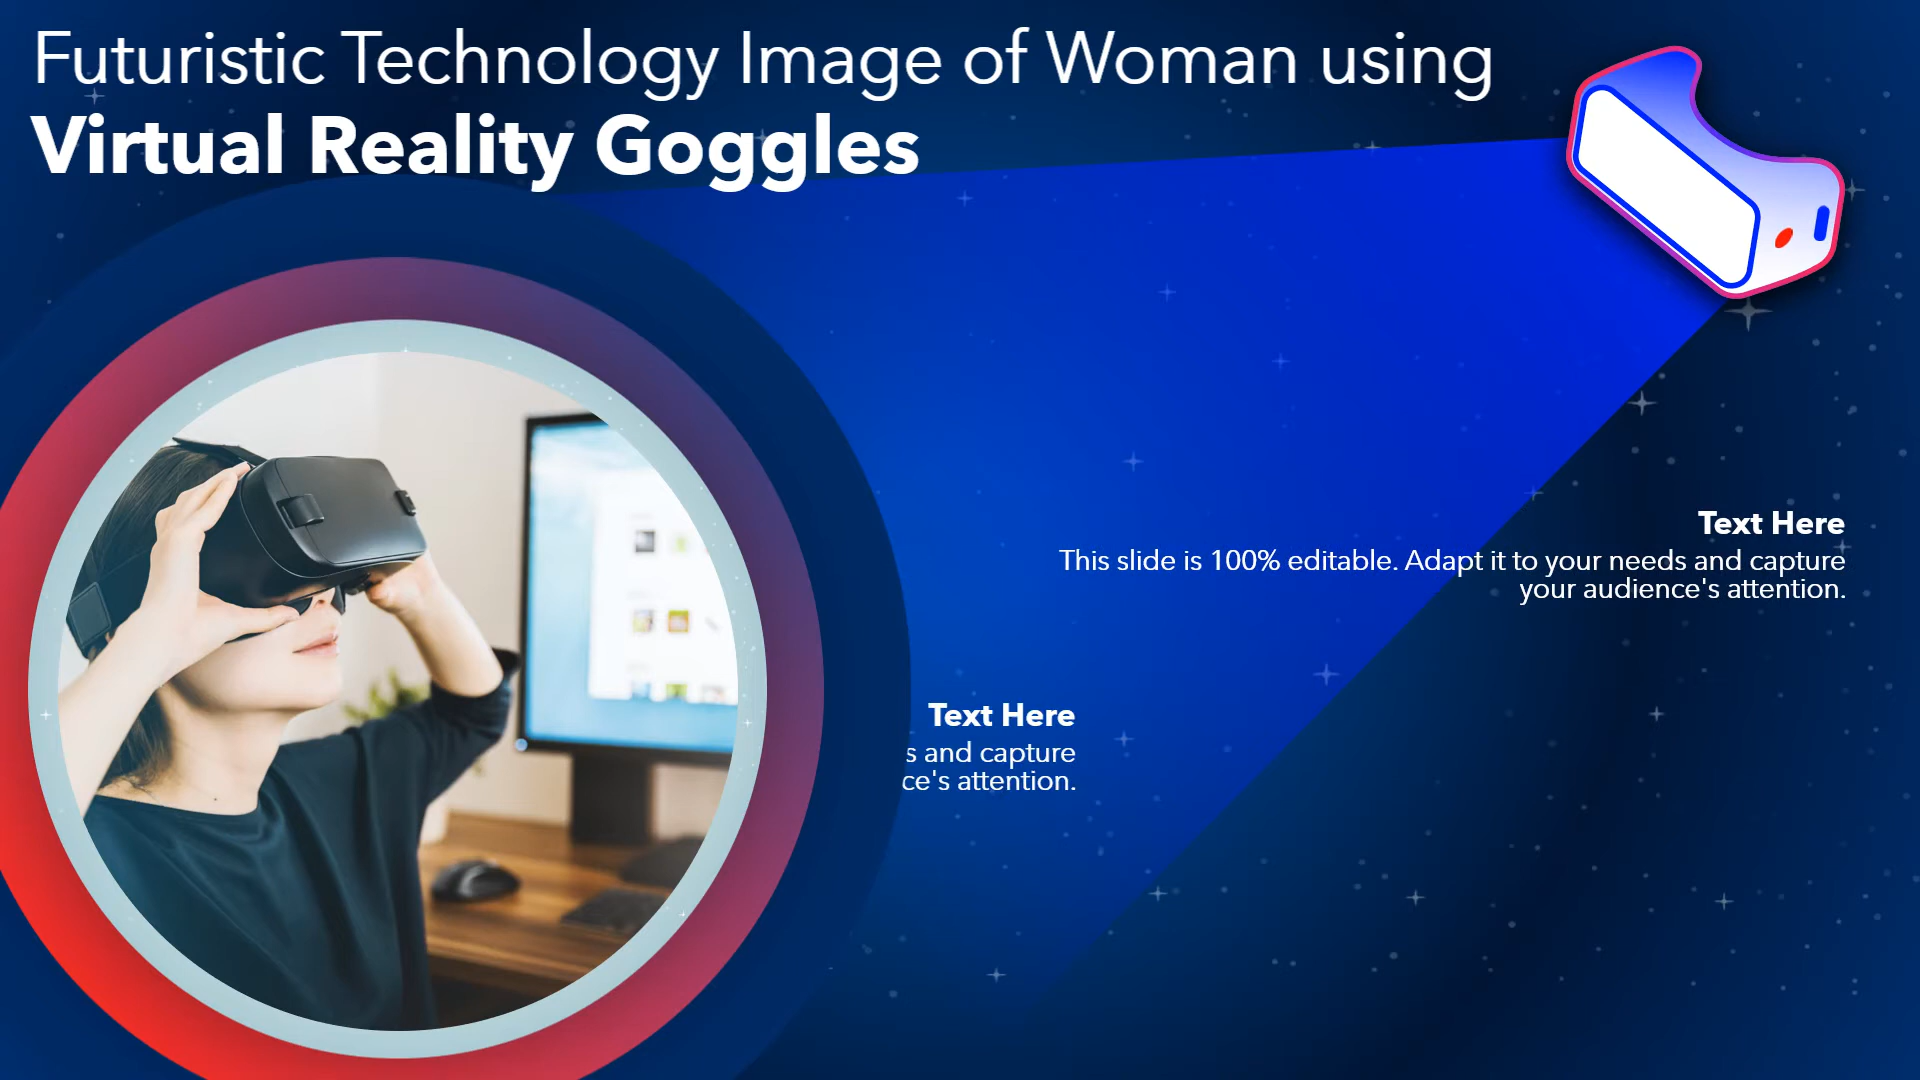 Futuristic Technology Image of Woman using
Virtual Reality Goggles
Text Here
This slide is 100% editable. Adapt it to your needs and capture
your audience's attention.
Text Here
s and capture
ce's attention.